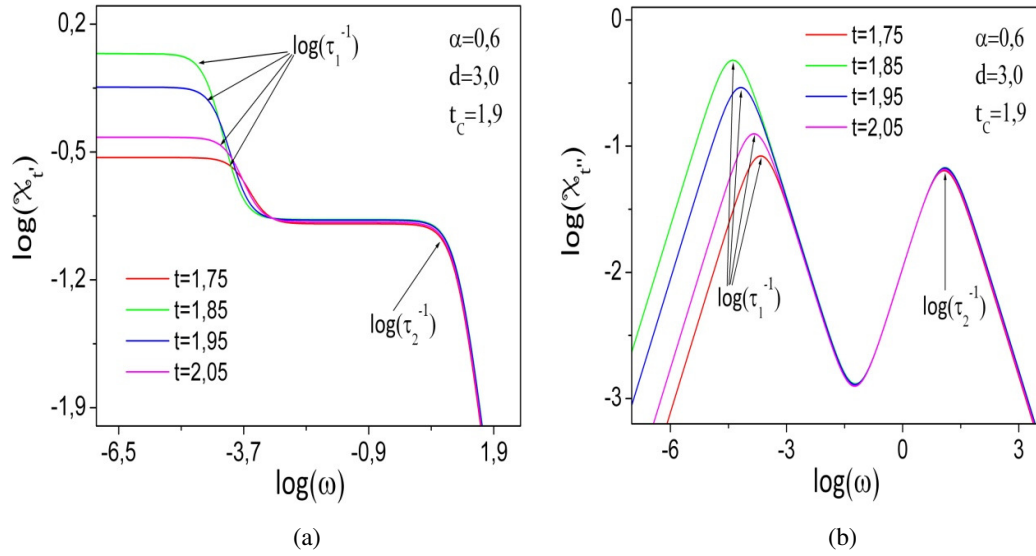 log(χt')
0,2
-0,5
-1,2
-1,9
log(τ1-1)
α=0,6
d=3,0
tC=1,9
t=1,75
t=1,85
t=1,95
t=2,05
log(τ2-1)
-6,5 -3,7 -0,9 1,9
log(ω)
(a)
log(χt'')
0
-1
-2
-3
t=1,75
t=1,85
t=1,95
t=2,05
α=0,6
d=3,0
tC=1,9
log(τ1-1)
log(τ2-1)
-6 -3 0 3
log(ω)
(b)